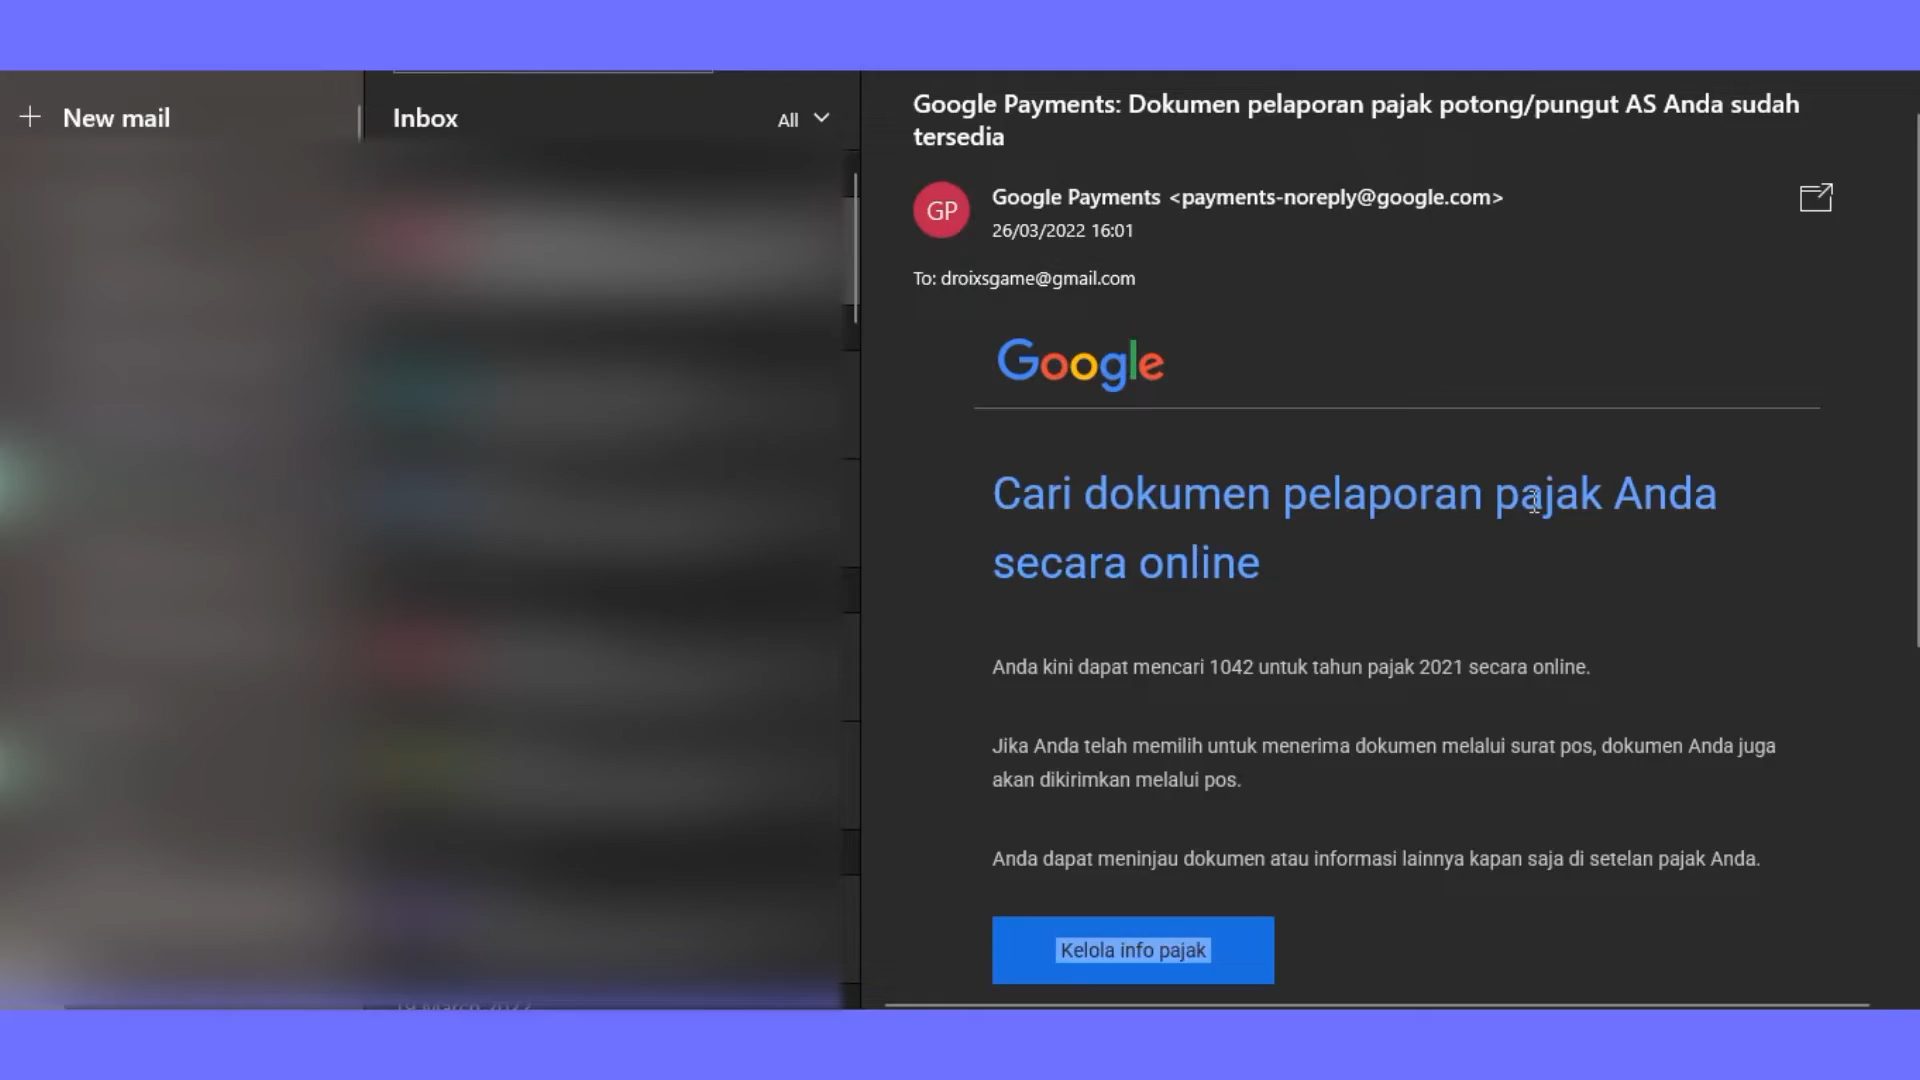 New mail
Inbox
All
Google Payments: Dokumen pelaporan pajak potong/pungut AS Anda sudah
tersedia
GP
Google Payments <payments-noreply@google.com>
26/03/2022 16:01
To: droixsgame@gmail.com
Google
Cari dokumen pelaporan pajak Anda
secara online
Anda kini dapat mencari 1042 untuk tahun pajak 2021 secara online.
Jika Anda telah memilih untuk menerima dokumen melalui surat pos, dokumen Anda juga
akan dikirimkan melalui pos.
Anda dapat meninjau dokumen atau informasi lainnya kapan saja di setelan pajak Anda.
Kelola info pajak